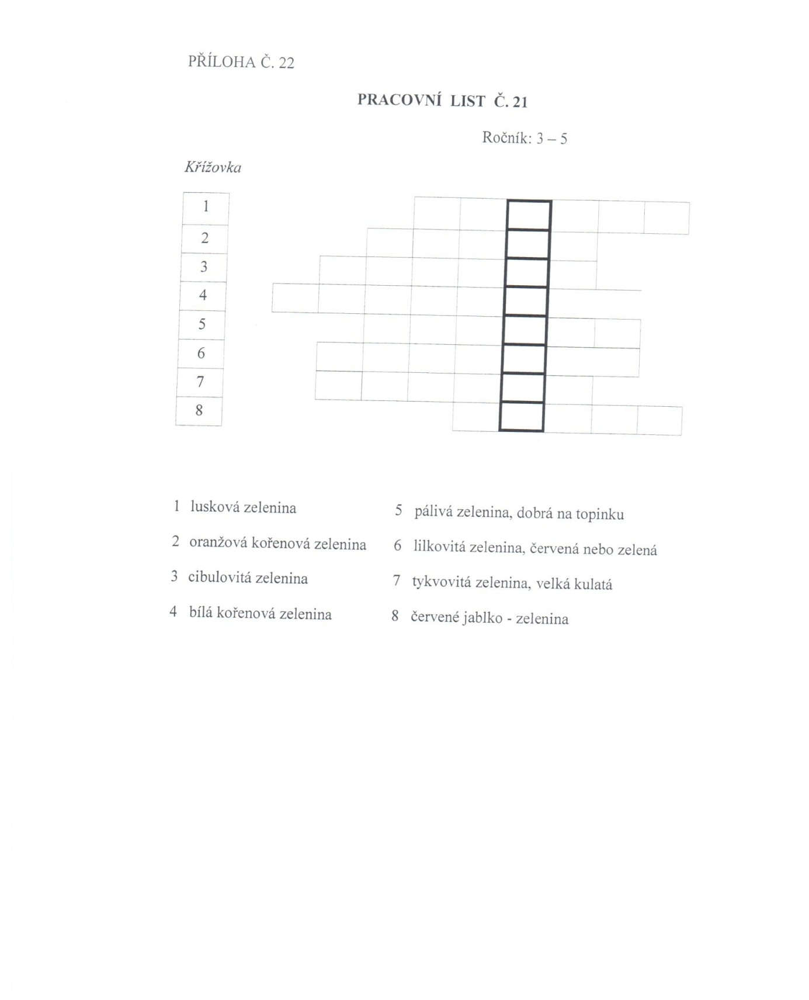 PŘÍLOHA Č. 22
PRACOVNÍ LIST Č. 21
Ročník: 3 – 5
Křížovka
1
2
3
4
5
6
7
8
1 lusková zelenina
2 oranžová kořenová zelenina
3 cibulovitá zelenina
4 bílá kořenová zelenina
5 pálivá zelenina, dobrá na topinku
6 lilkovitá zelenina, červená nebo zelená
7 tykvovitá zelenina, velká kulatá
8 červené jablko - zelenina